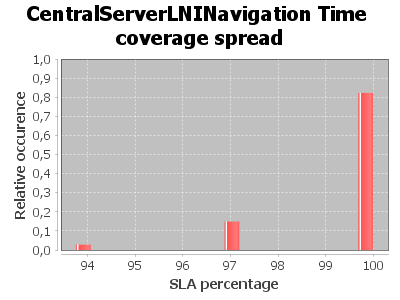 CentralServerLNINavigation Time
coverage spread
Relative occurence
1,0
0,9
0,8
0,7
0,6
0,5
0,4
0,3
0,2
0,1
0,0
94 95 96 97 98 99 100
SLA percentage